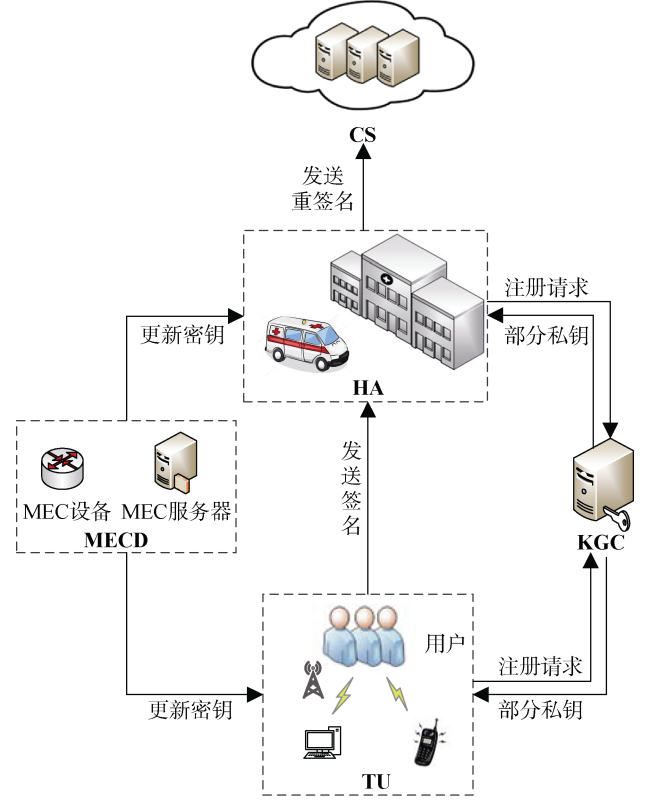 CS
发送
重签名
注册请求
部分私钥
更新密钥
HA
发送签名
MEC设备 MEC服务器
MECD
KGC
用户
注册请求
更新密钥
部分私钥
TU